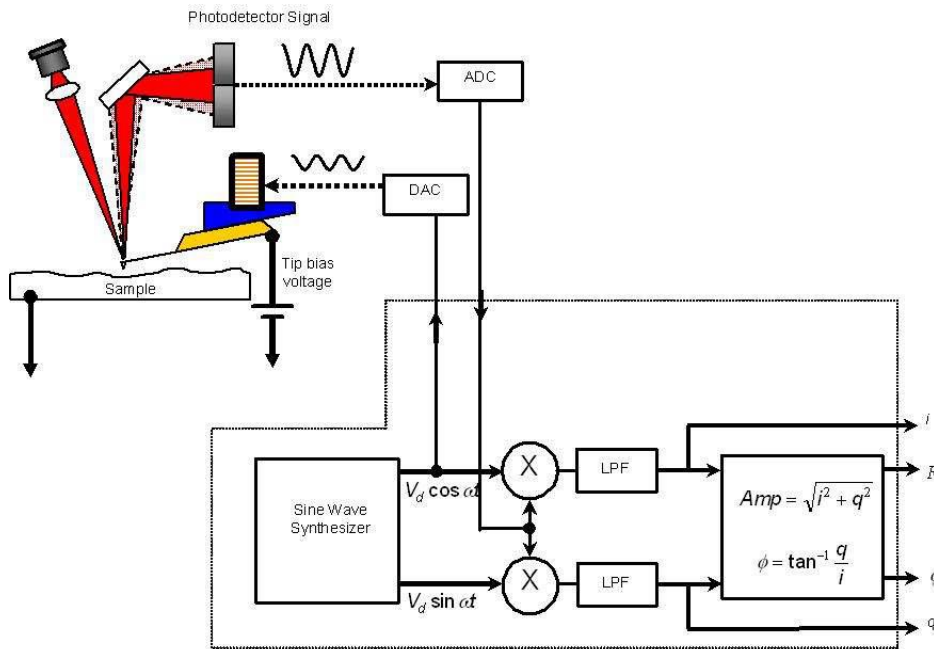 Photodetector Signal
ADC
DAC
Tip bias
voltage
Sample
i
X
LPF
V_d cos ωt
Sine Wave
Synthesizer
Amp = √(i² + q²)
φ = tan⁻¹ q/i
X
LPF
V_d sin ωt
q